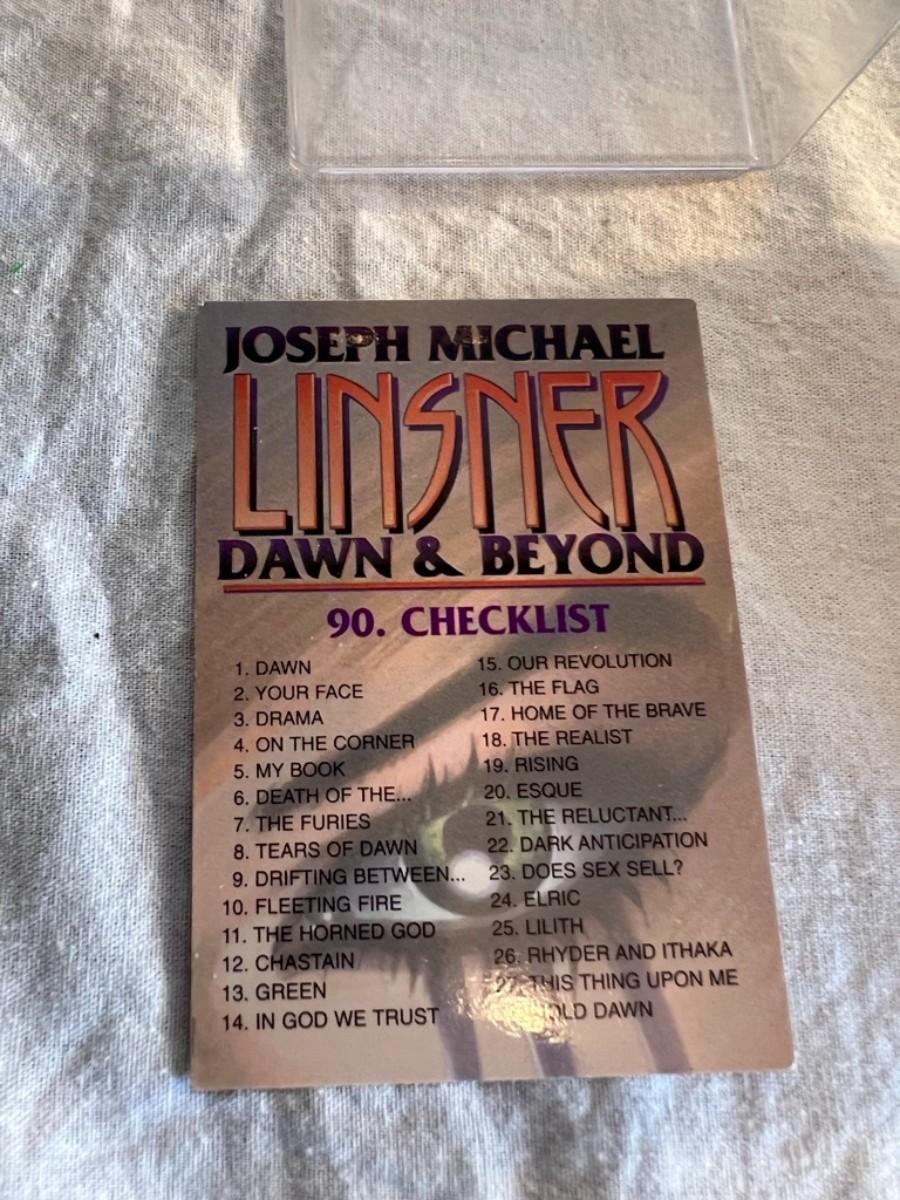 JOSEPH MICHAEL
LINSNER
DAWN & BEYOND
90. CHECKLIST
1. DAWN
2. YOUR FACE
3. DRAMA
4. ON THE CORNER
5. MY BOOK
6. DEATH OF THE...
7. THE FURIES
8. TEARS OF DAWN
9. DRIFTING BETWEEN...
10. FLEETING FIRE
11. THE HORNED GOD
12. CHASTAIN
13. GREEN
14. IN GOD WE TRUST
15. OUR REVOLUTION
16. THE FLAG
17. HOME OF THE BRAVE
18. THE REALIST
19. RISING
20. ESQUE
21. THE RELUCTANT...
22. DARK ANTICIPATION
23. DOES SEX SELL?
24. ELRIC
25. LILITH
26. RHYDER AND ITHAKA
27. THIS THING UPON ME
DAWN